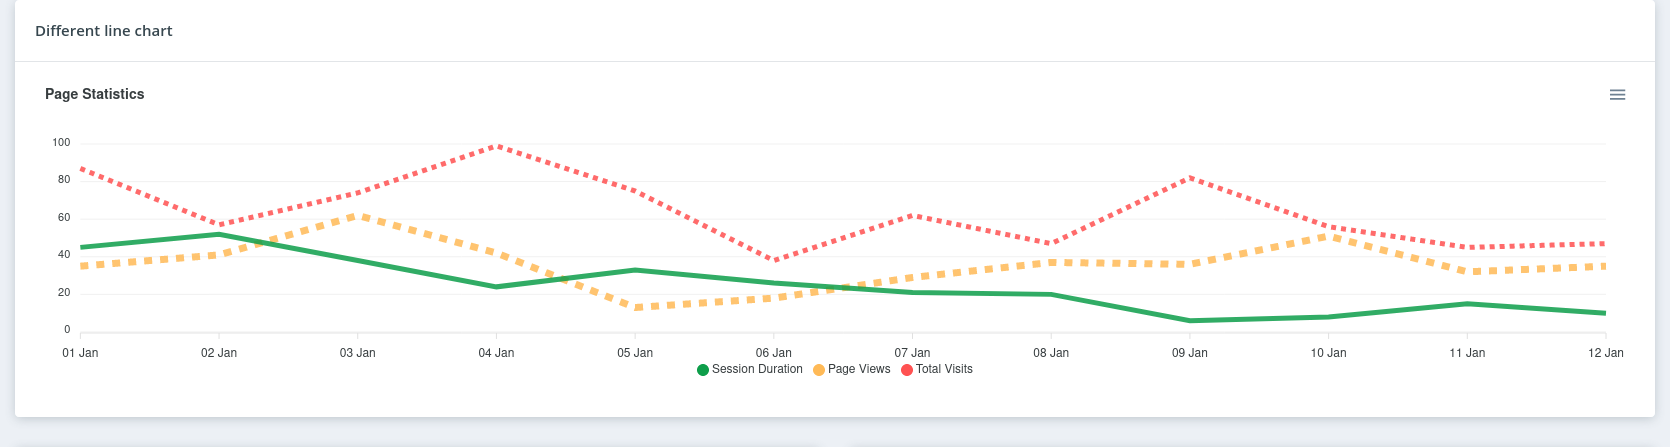 Different line chart
Page Statistics
100
80
60
40
20
0
01 Jan 02 Jan 03 Jan 04 Jan 05 Jan 06 Jan 07 Jan 08 Jan 09 Jan 10 Jan 11 Jan 12 Jan
Session Duration Page Views Total Visits